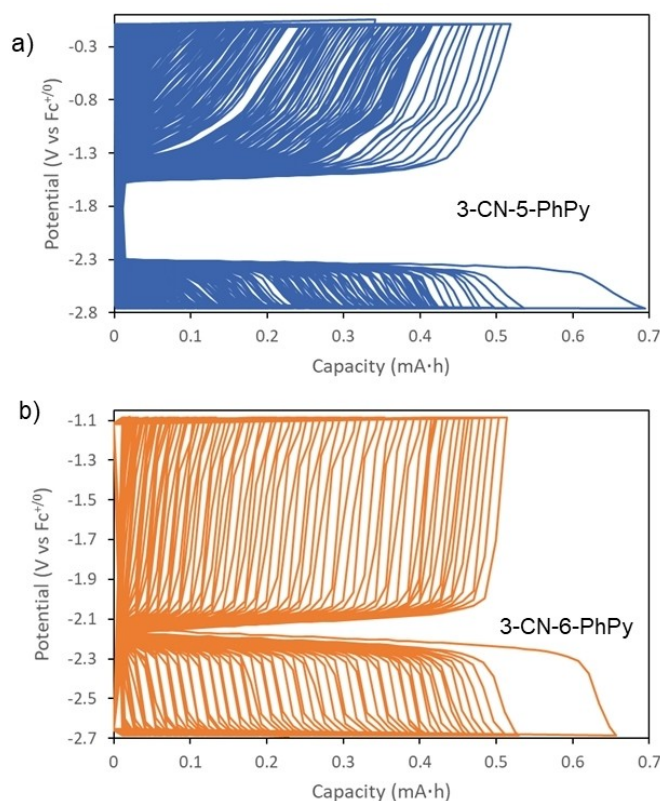 a)
Potential (V vs Fc+/0)
-0.3
-0.8
-1.3
-1.8
-2.3
-2.8
3-CN-5-PhPy
0 0.1 0.2 0.3 0.4 0.5 0.6 0.7
Capacity (mA·h)
b)
Potential (V vs Fc+/0)
-1.1
-1.3
-1.5
-1.7
-1.9
-2.1
-2.3
-2.5
-2.7
3-CN-6-PhPy
0 0.1 0.2 0.3 0.4 0.5 0.6 0.7
Capacity (mA·h)